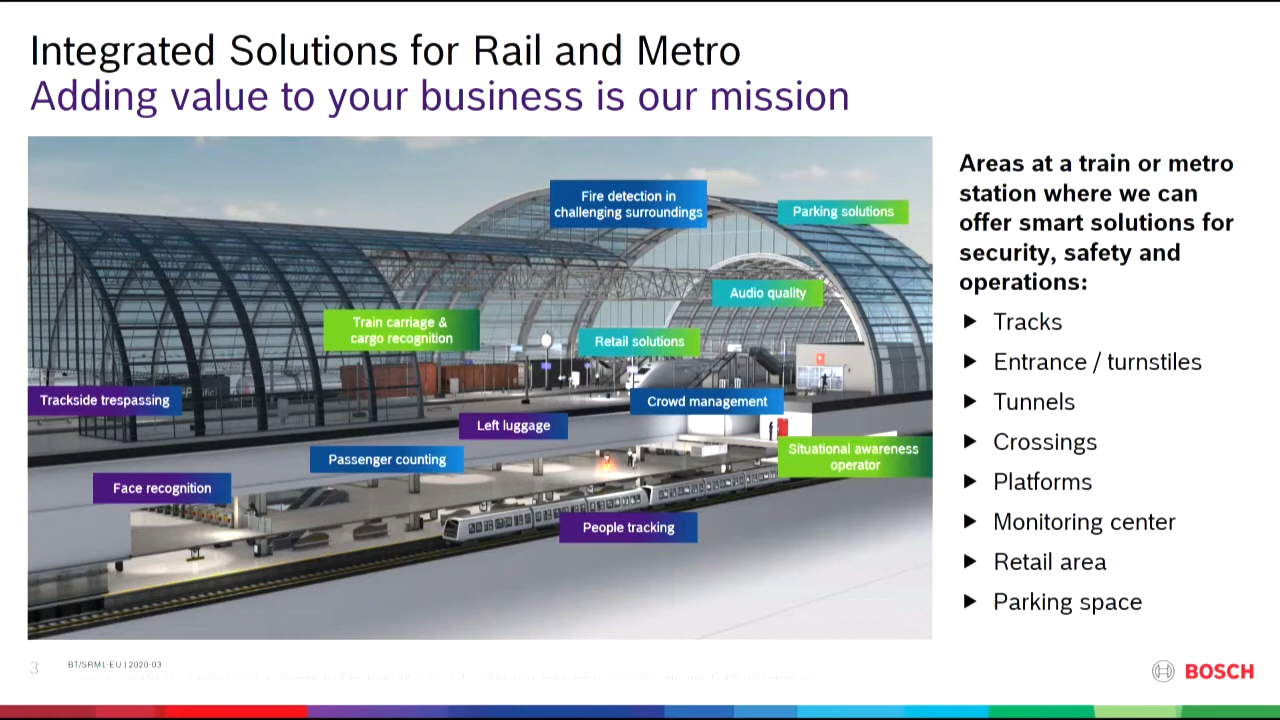 Integrated Solutions for Rail and Metro
Adding value to your business is our mission
Fire detection in
challenging surroundings
Parking solutions
Audio quality
Train carriage &
cargo recognition
Retail solutions
Trackside trespassing
Crowd management
Left luggage
Situational awareness
operator
Passenger counting
Face recognition
People tracking
Areas at a train or metro
station where we can
offer smart solutions for
security, safety and
operations:
▶ Tracks
▶ Entrance / turnstiles
▶ Tunnels
▶ Crossings
▶ Platforms
▶ Monitoring center
▶ Retail area
▶ Parking space
3
BT/SRM1-EU | 2020-03
BOSCH